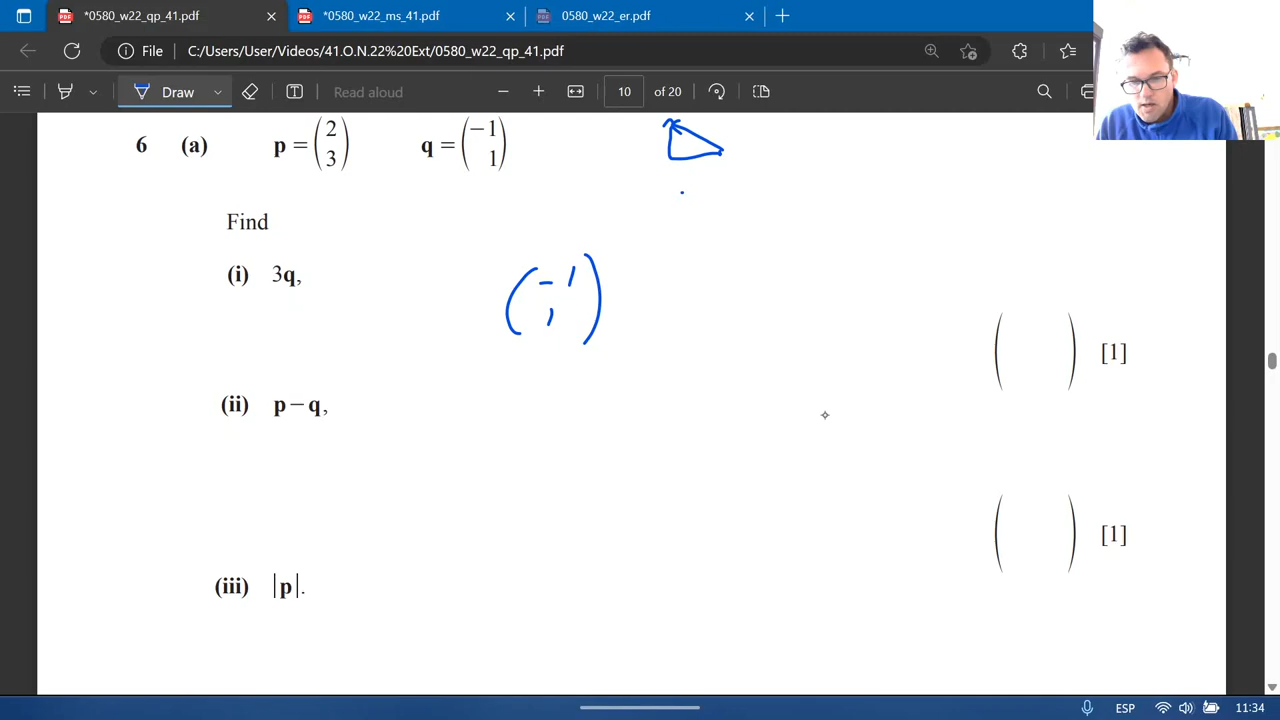 *0580_w22_qp_41.pdf
*0580_w22_ms_41.pdf
0580_w22_er.pdf
File
C:/Users/User/Videos/41.O.N.22%20Ext/0580_w22_qp_41.pdf
Draw
Read aloud
10 of 20
6 (a) p = (2 3) q = (-1 1)
Find
(i) 3q,
(-1 1)
[1]
(ii) p - q,
[1]
(iii) |p|.
ESP
11:34